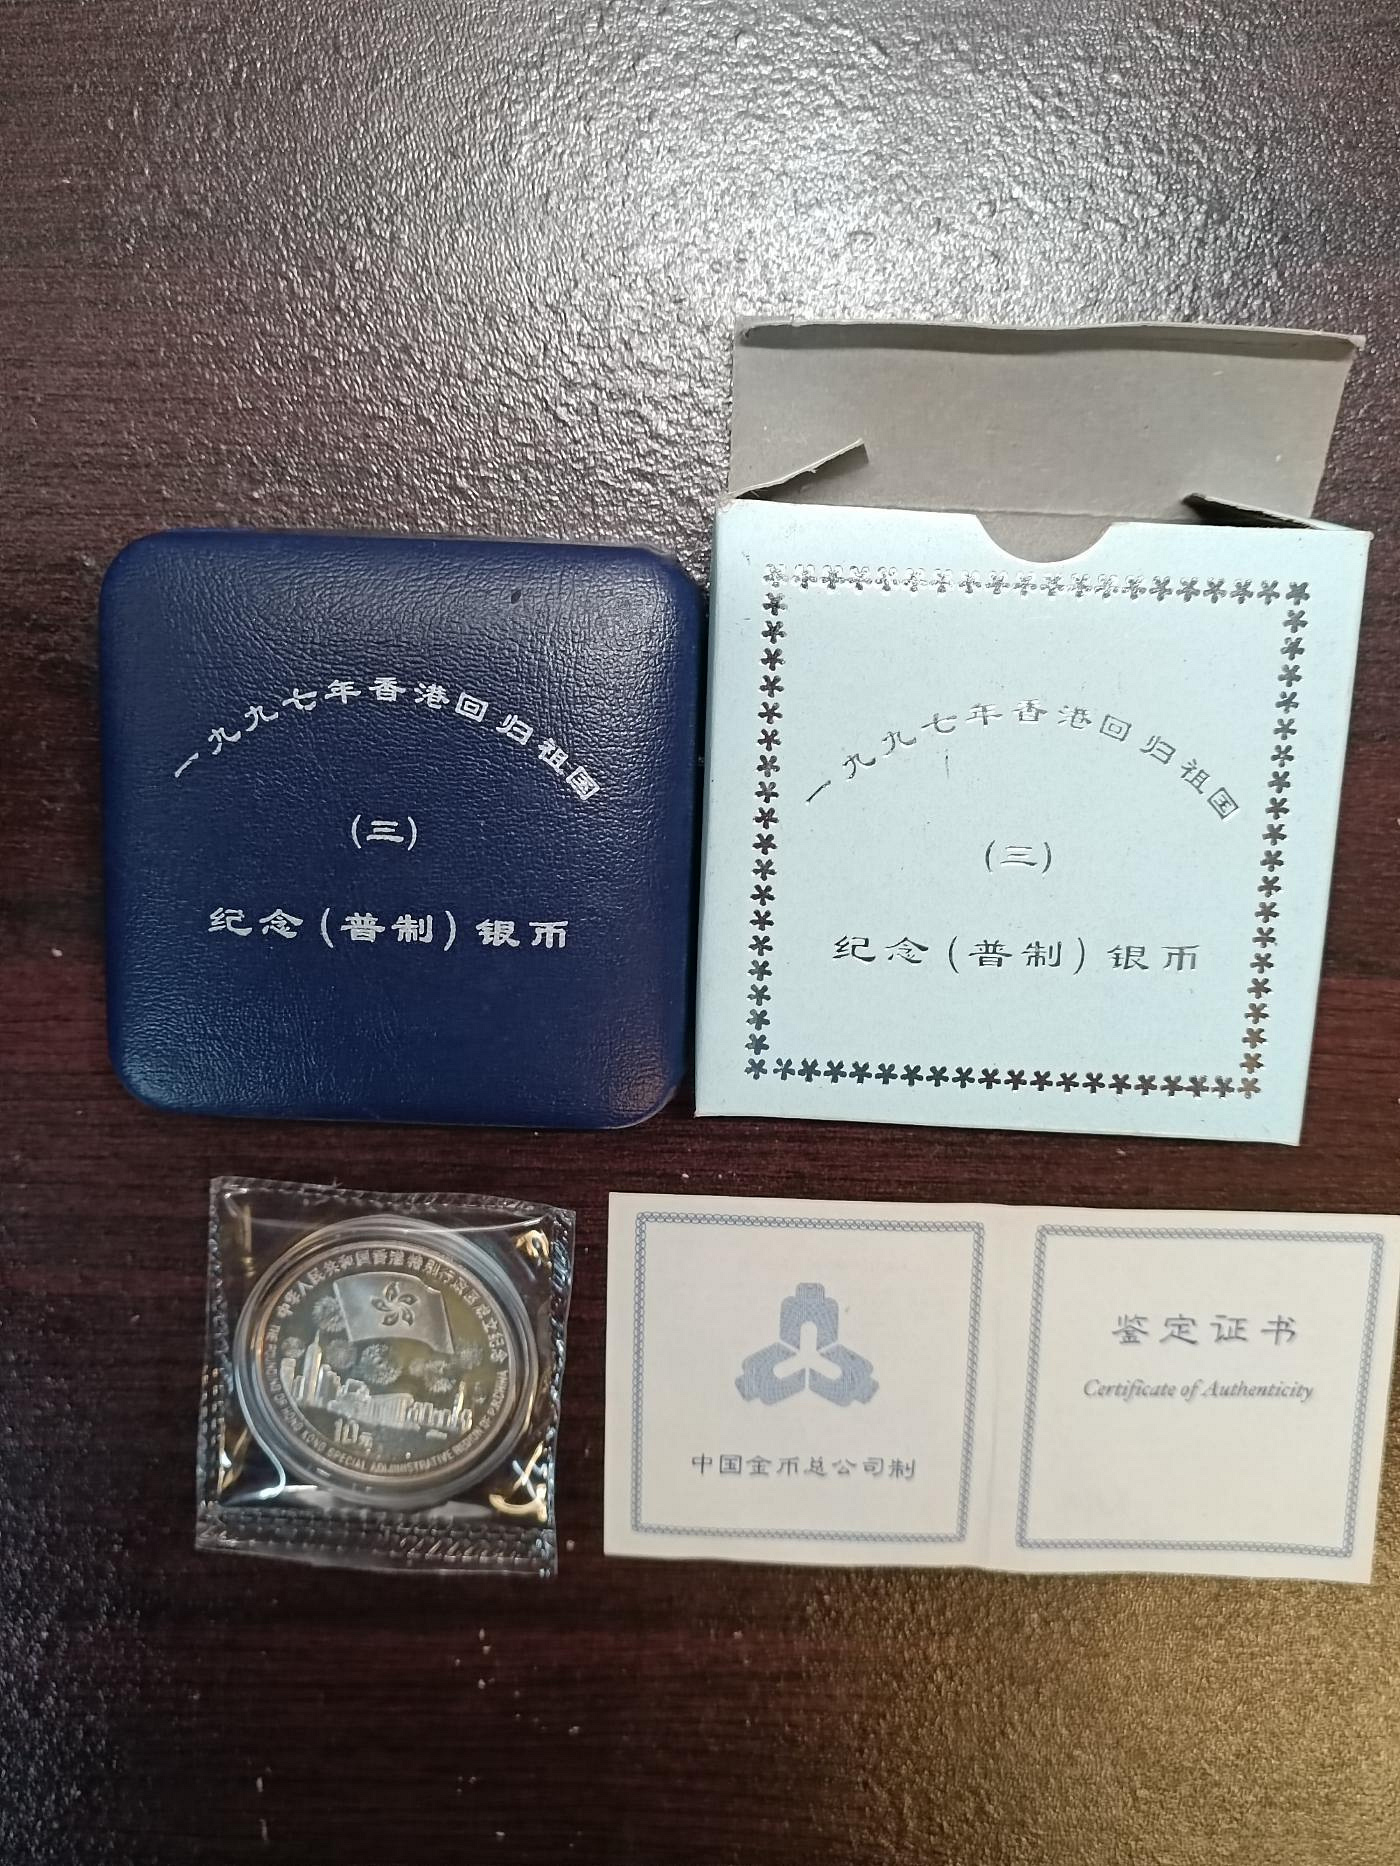 一九九七年香港回归祖国
(三)
纪念(普制)银币
一九九七年香港回归祖国
(三)
纪念(普制)银币
中华人民共和国香港特别行政区成立纪念
10元
THE FOUNDING OF HONG KONG SPECIAL ADMINISTRATIVE REGION OF P.R.CHINA
中国金币总公司制
鉴定证书
Certificate of Authenticity